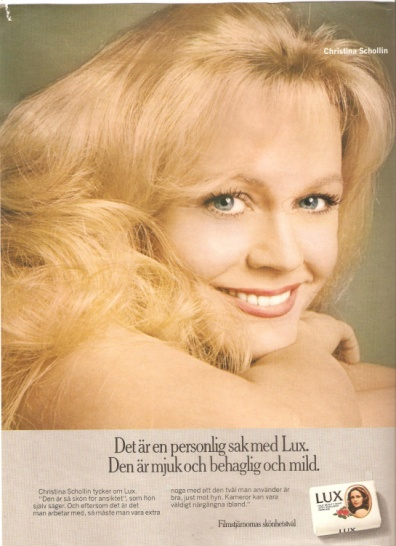 Christina Schollin
Det är en personlig sak med Lux.
Den är mjuk och behaglig och mild.
Christina Schollin tycker om Lux.
"Den är så skön för ansiktet", som hon
själv säger. Och eftersom det är det
man arbetar med, så måste man vara extra
noga med att den tvål man använder är
bra, just mot hyn. Kameror kan vara
väldigt närgångna ibland."
Filmstjärnornas skönhetstvål
LUX
LUX